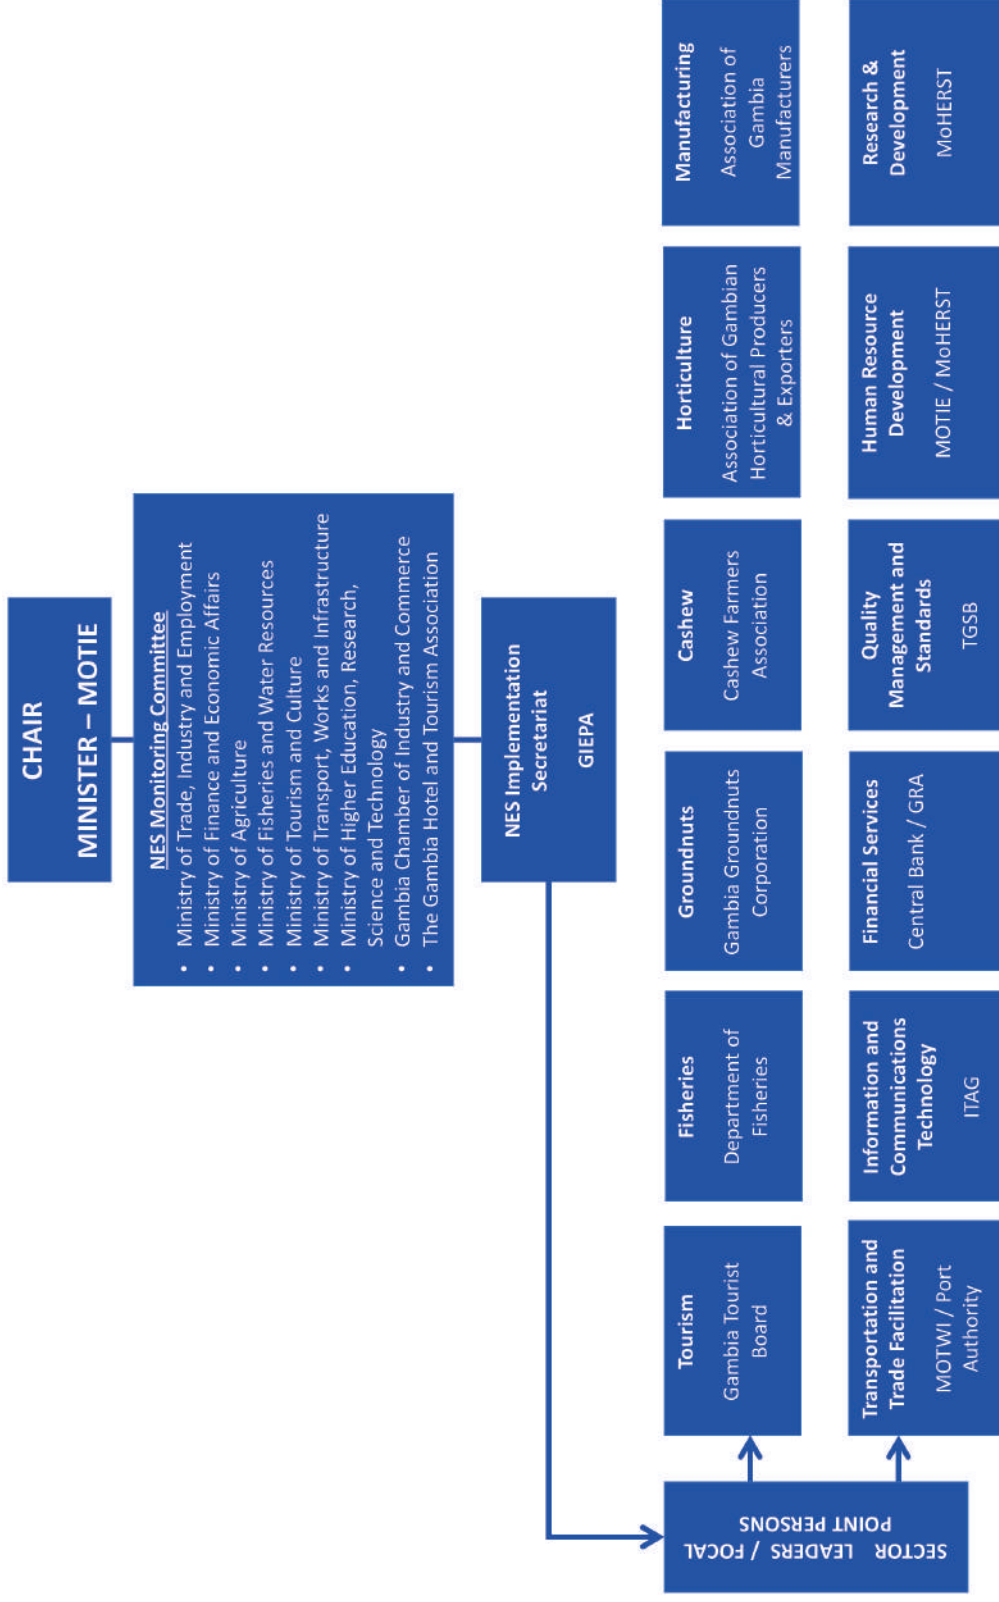 CHAIR
MINISTER – MOTIE
NES Monitoring Committee
• Ministry of Trade, Industry and Employment
• Ministry of Finance and Economic Affairs
• Ministry of Agriculture
• Ministry of Fisheries and Water Resources
• Ministry of Tourism and Culture
• Ministry of Transport, Works and Infrastructure
• Ministry of Higher Education, Research,
Science and Technology
• Gambia Chamber of Industry and Commerce
• The Gambia Hotel and Tourism Association
NES Implementation
Secretariat
GIEPA
SECTOR LEADERS / FOCAL
POINT PERSONS
Tourism
Gambia Tourist
Board
Fisheries
Department of
Fisheries
Groundnuts
Gambia Groundnuts
Corporation
Cashew
Cashew Farmers
Association
Horticulture
Association of Gambian
Horticultural Producers
& Exporters
Manufacturing
Association of
Gambia
Manufacturers
Transportation and
Trade Facilitation
MOTWI / Port
Authority
Information and
Communications
Technology
ITAG
Financial Services
Central Bank / GRA
Quality
Management and
Standards
TGSB
Human Resource
Development
MOTIE / MoHERST
Research &
Development
MoHERST